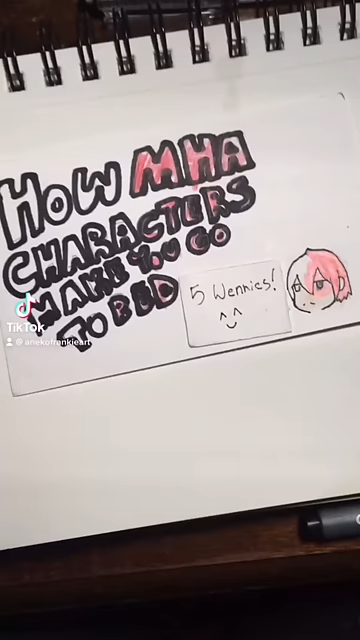 HOW MHA
CHARACTERS
MAKE YOU GO
TO BED
5 Wennies!
^^
TikTok
@anekofrankieart